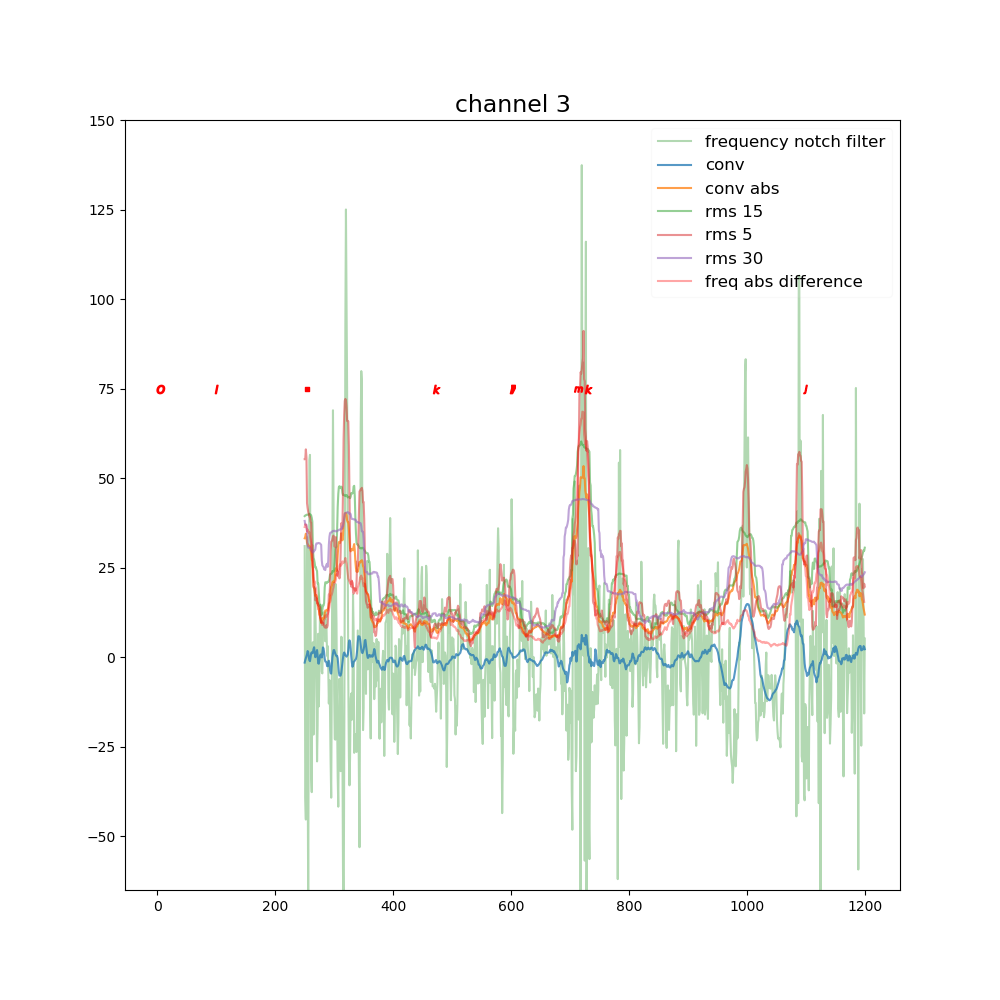 channel 3
150
125
100
75
50
25
0
−25
−50
frequency notch filter
conv
conv abs
rms 15
rms 5
rms 30
freq abs difference
O l k mk j
0 200 400 600 800 1000 1200